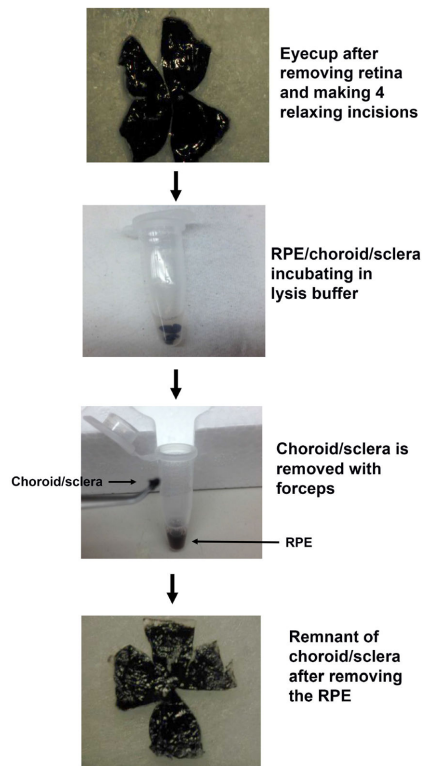 Eyecup after
removing retina
and making 4
relaxing incisions
RPE/choroid/sclera
incubating in
lysis buffer
Choroid/sclera is
removed with
forceps
Choroid/sclera
RPE
Remnant of
choroid/sclera
after removing
the RPE